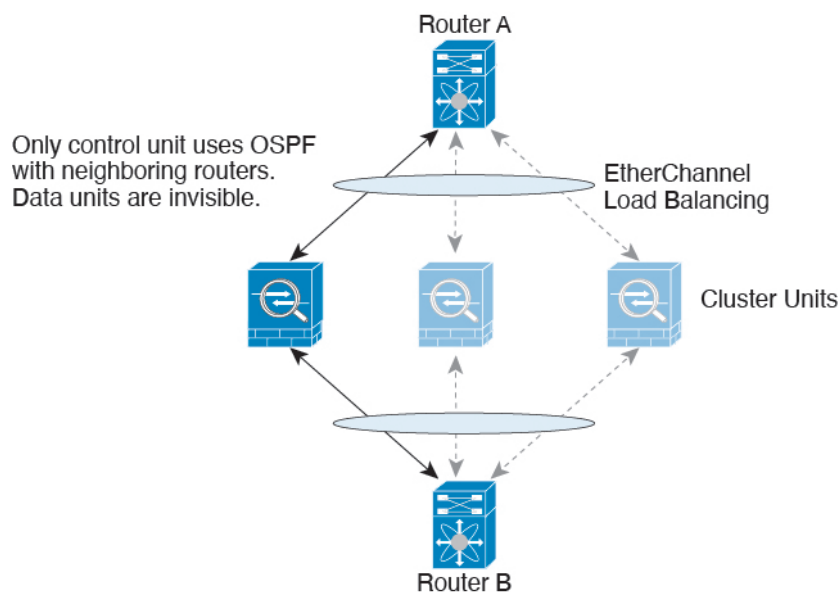 Router A
Only control unit uses OSPF
with neighboring routers.
Data units are invisible.
EtherChannel
Load Balancing
Cluster Units
Router B